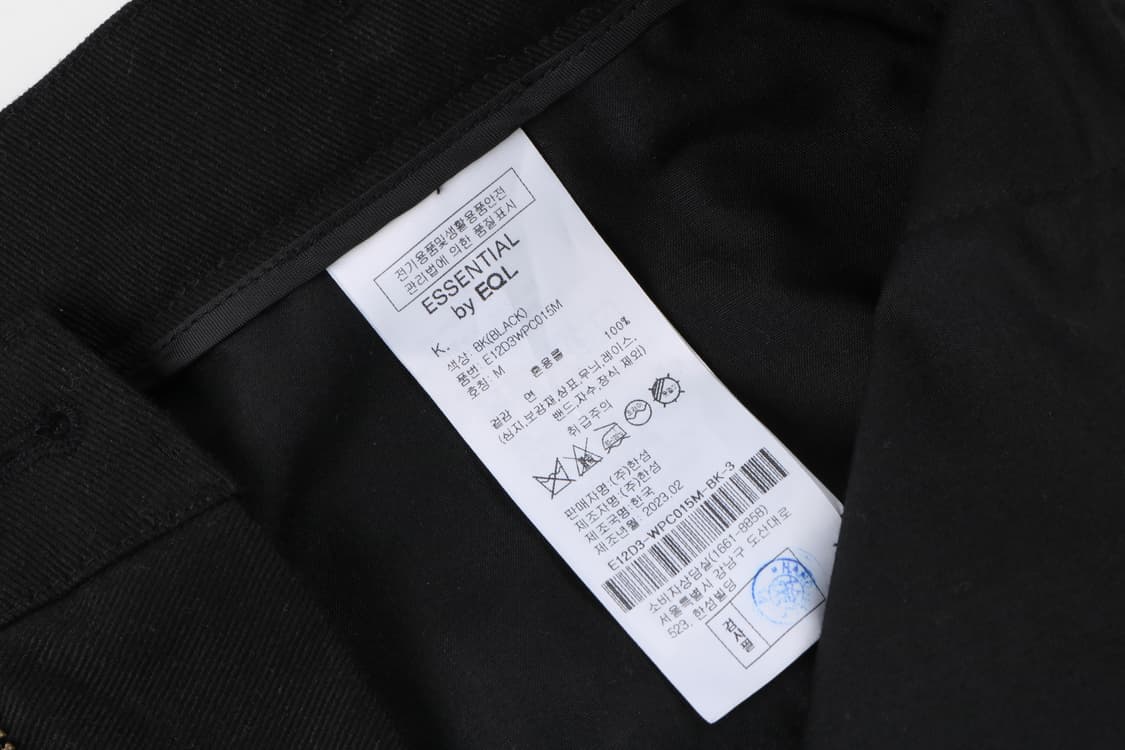 전기용품및생활용품안전
관리법에 의한 품질표시
ESSENTIAL
by EQL
K.
색상: BK(BLACK)
품번: E12D3WPC015M
호칭: M
혼용률
겉감 면 100%
(심지,보강재,상표,무늬,레이스,
밴드,자수,장식 제외)
취급주의
판매자명:(주)한섬
제조자명:(주)한섬
제조국명:한국
제조년월 2023.02
E12D3-WPC015M-BK-3
소비자상담실(1661-8858)
서울특별시 강남구 도산대로
523. 한섬빌딩
검사필